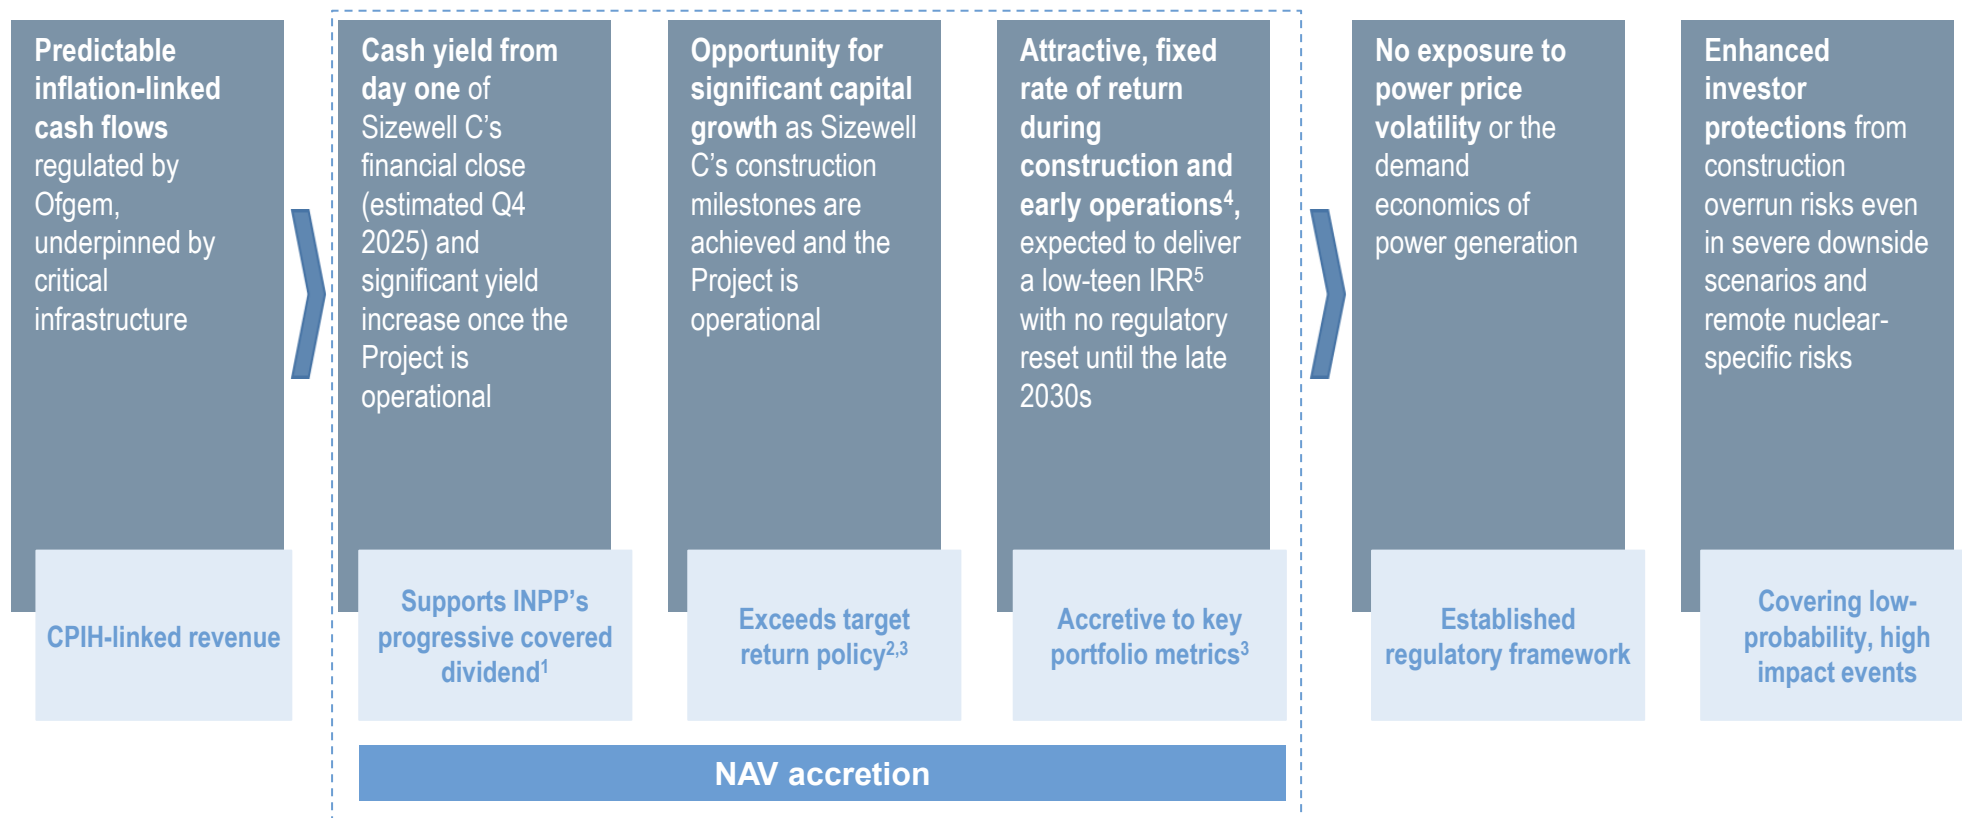 Predictable
inflation-linked
cash flows
regulated by
Ofgem,
underpinned by
critical
infrastructure
CPIH-linked revenue
Cash yield from
day one of
Sizewell C’s
financial close
(estimated Q4
2025) and
significant yield
increase once the
Project is
operational
Supports INPP’s
progressive covered
dividend¹
Opportunity for
significant capital
growth as Sizewell
C’s construction
milestones are
achieved and the
Project is
operational
Exceeds target
return policy²,³
Attractive, fixed
rate of return
during
construction and
early operations⁴,
expected to deliver
a low-teen IRR⁵
with no regulatory
reset until the late
2030s
Accretive to key
portfolio metrics³
NAV accretion
No exposure to
power price
volatility or the
demand
economics of
power generation
Established
regulatory framework
Enhanced
investor
protections from
construction
overrun risks even
in severe downside
scenarios and
remote nuclear-
specific risks
Covering low-
probability, high
impact events